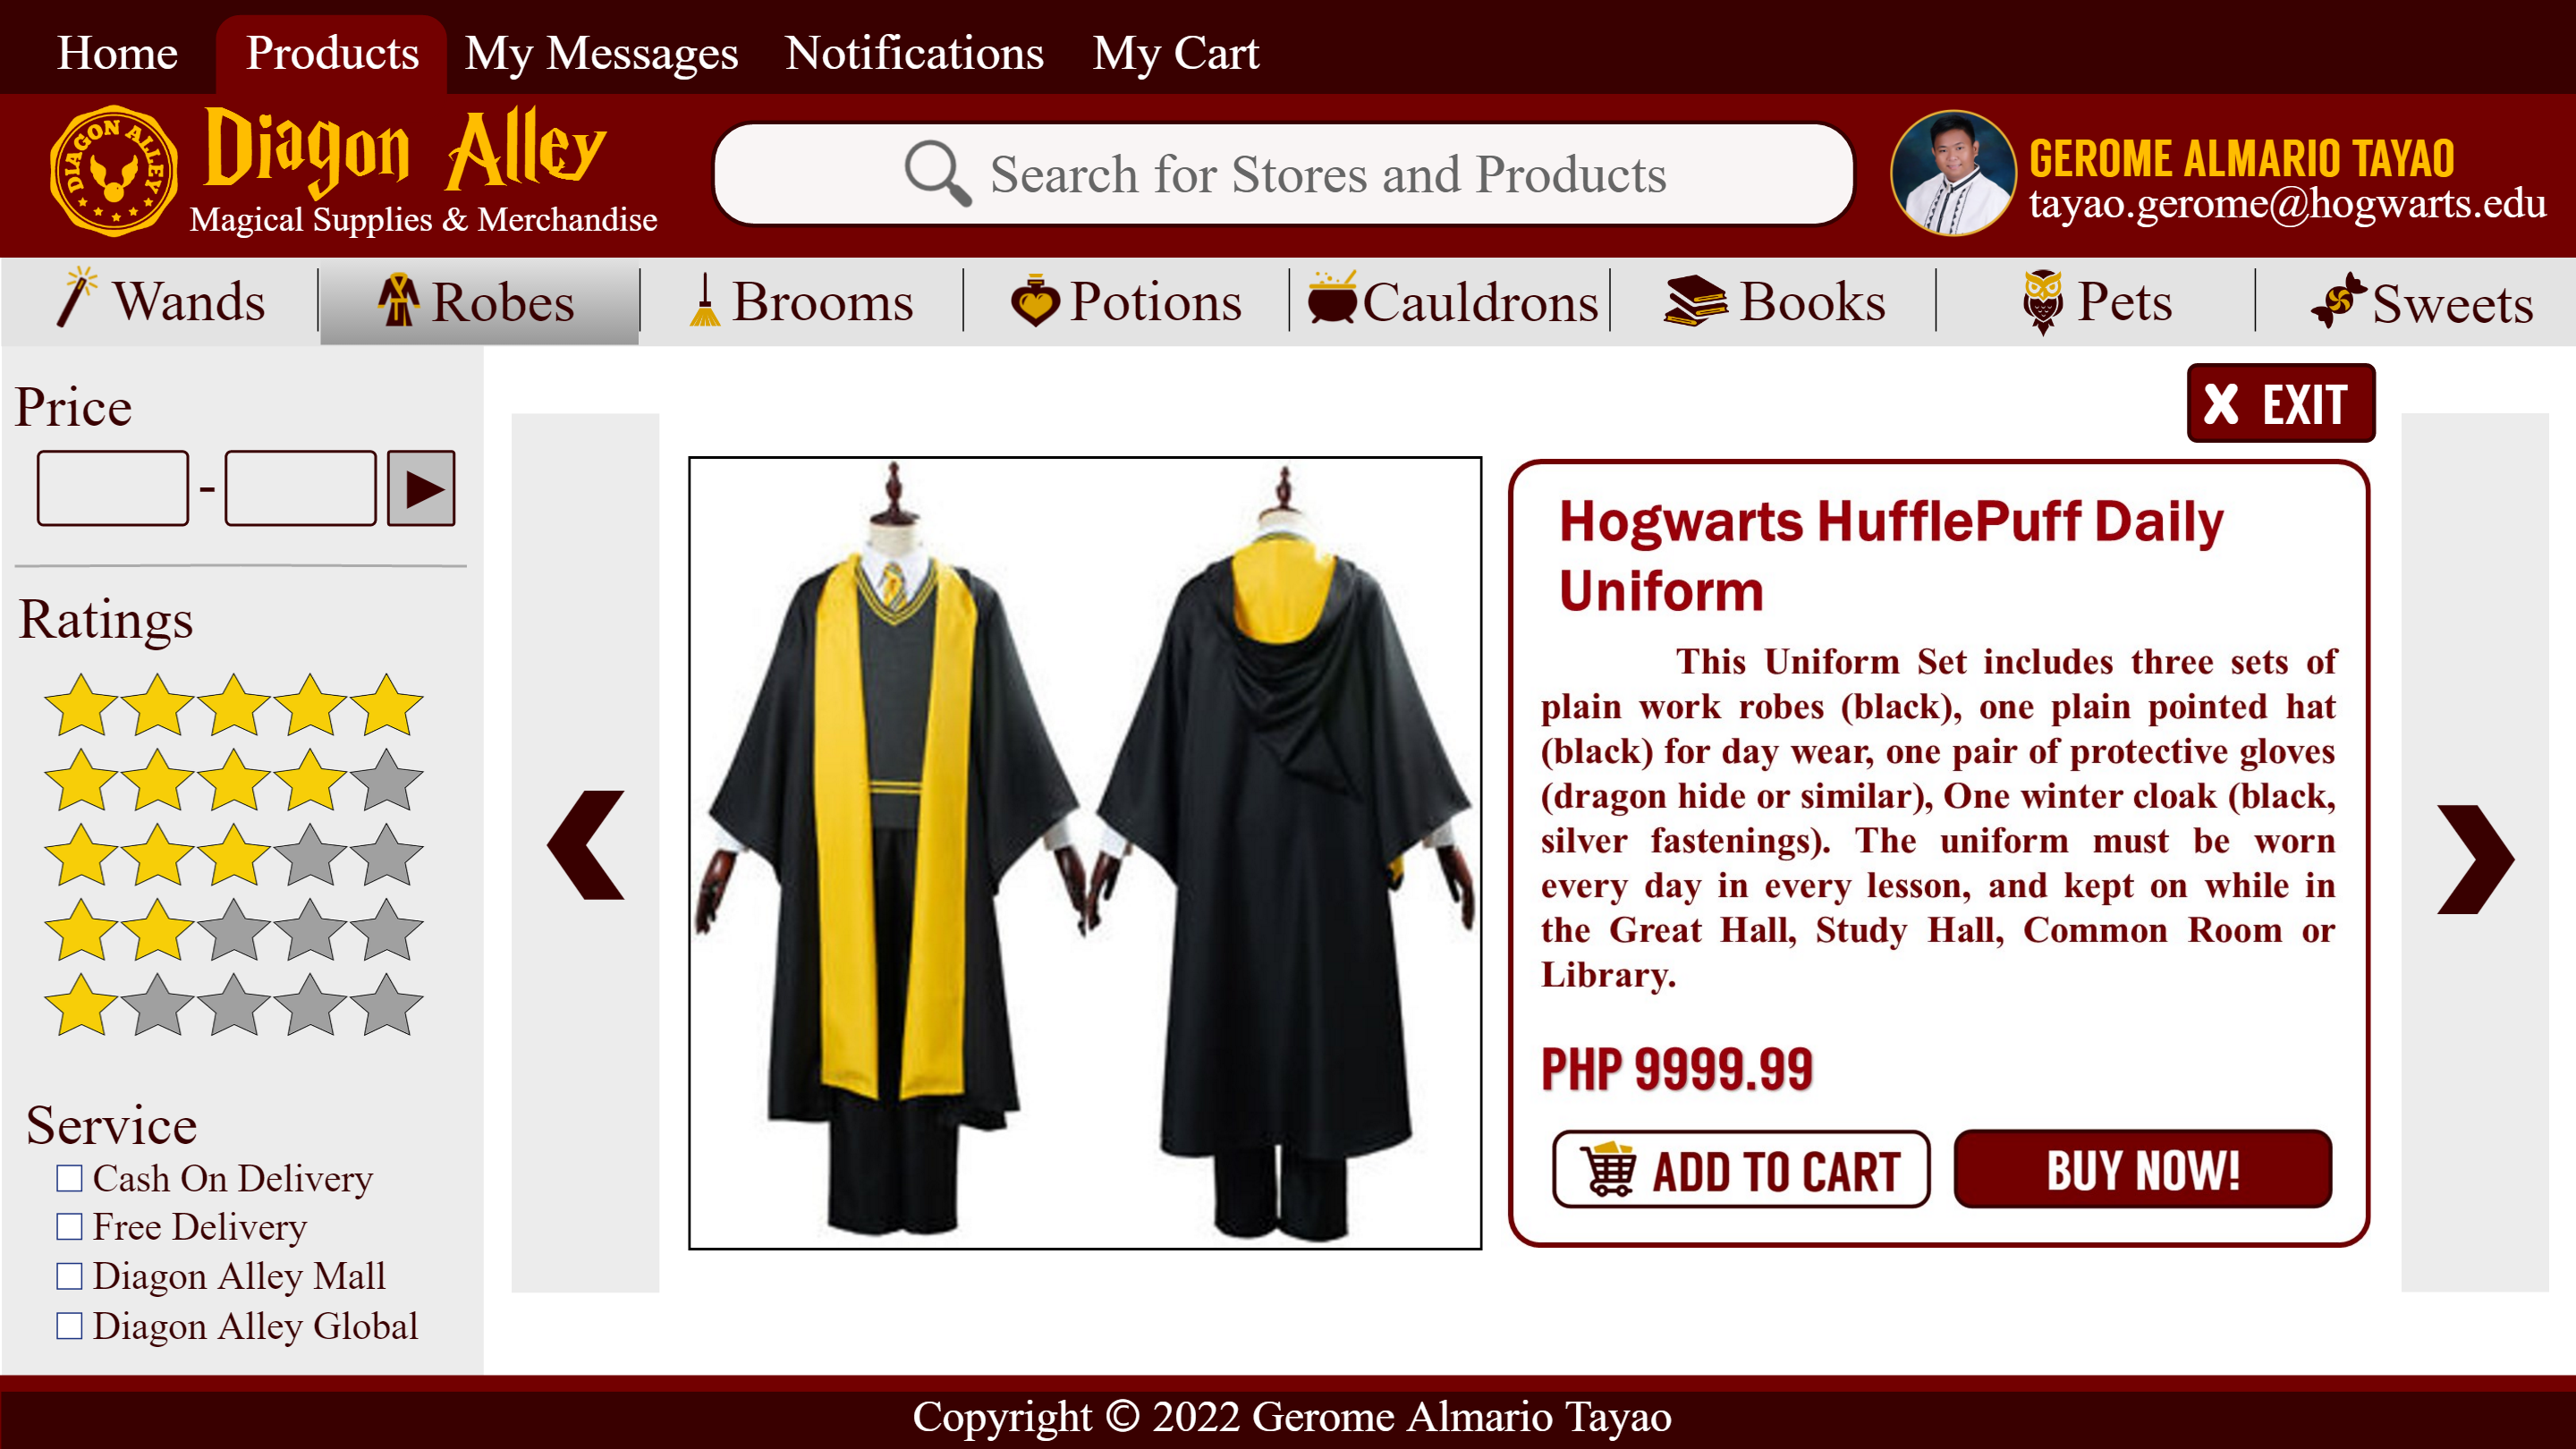 Home Products My Messages Notifications My Cart
DIAGON ALLEY
Diagon Alley
Magical Supplies & Merchandise
Search for Stores and Products
GEROME ALMARIO TAYAO
tayao.gerome@hogwarts.edu
Wands Robes Brooms Potions Cauldrons Books Pets Sweets
Price
-
Ratings
Service
Cash On Delivery
Free Delivery
Diagon Alley Mall
Diagon Alley Global
X EXIT
Hogwarts HufflePuff Daily
Uniform
This Uniform Set includes three sets of
plain work robes (black), one plain pointed hat
(black) for day wear, one pair of protective gloves
(dragon hide or similar), One winter cloak (black,
silver fastenings). The uniform must be worn
every day in every lesson, and kept on while in
the Great Hall, Study Hall, Common Room or
Library.
PHP 9999.99
ADD TO CART
BUY NOW!
Copyright © 2022 Gerome Almario Tayao